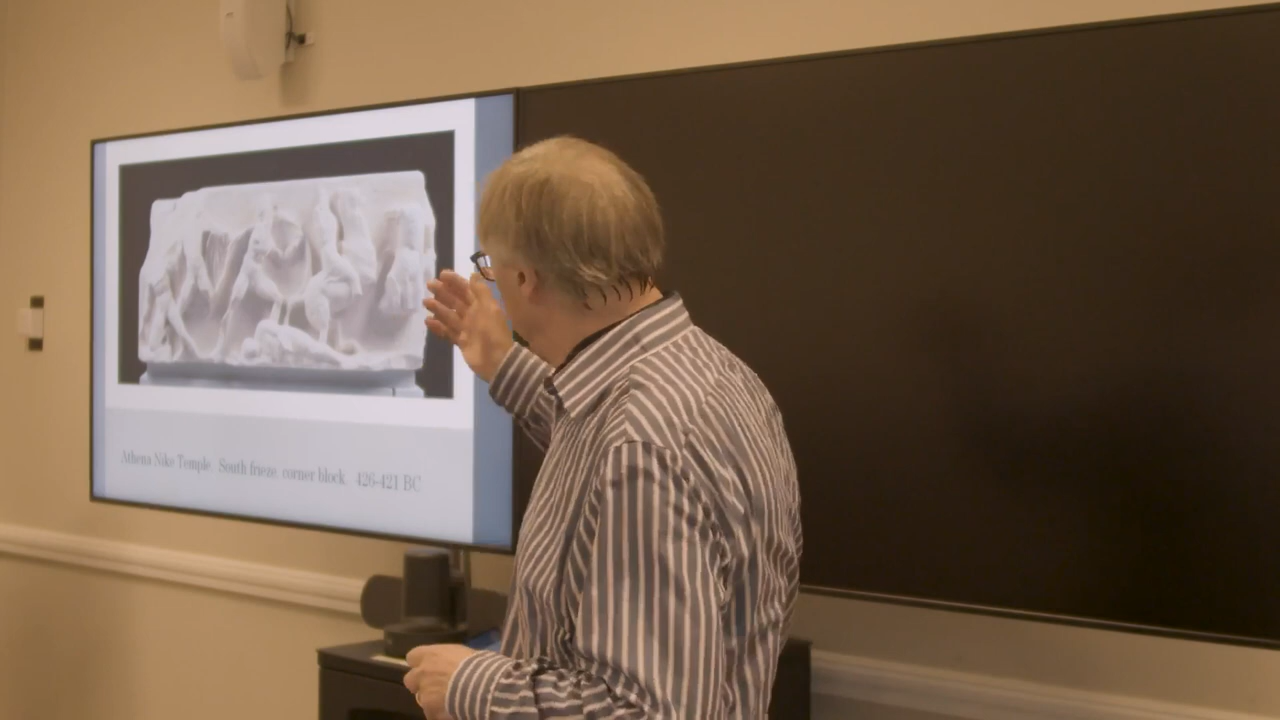 Athena Nike Temple. South frieze, corner block. 426-421 BC